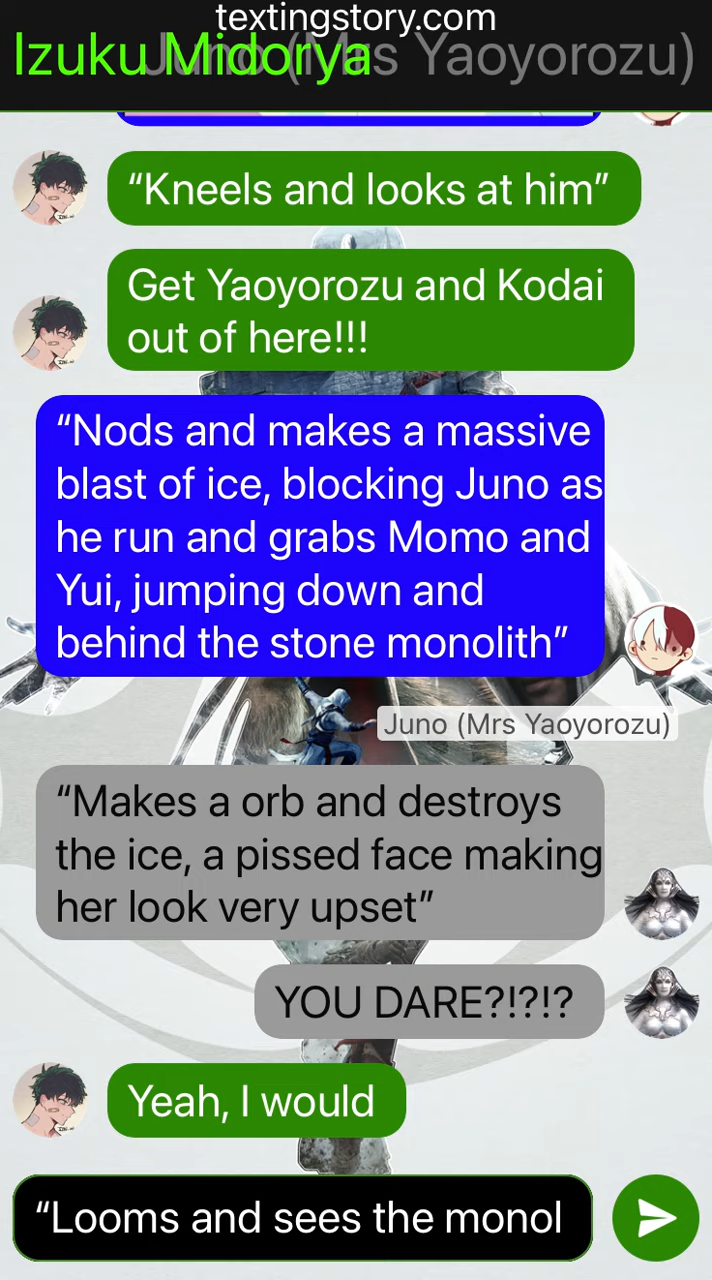 textingstory.com
Izuku Midorya
Juno (Mrs Yaoyorozu)
“Kneels and looks at him”
Get Yaoyorozu and Kodai
out of here!!!
“Nods and makes a massive
blast of ice, blocking Juno as
he run and grabs Momo and
Yui, jumping down and
behind the stone monolith”
Juno (Mrs Yaoyorozu)
“Makes a orb and destroys
the ice, a pissed face making
her look very upset”
YOU DARE?!?!?
Yeah, I would
“Looms and sees the monol